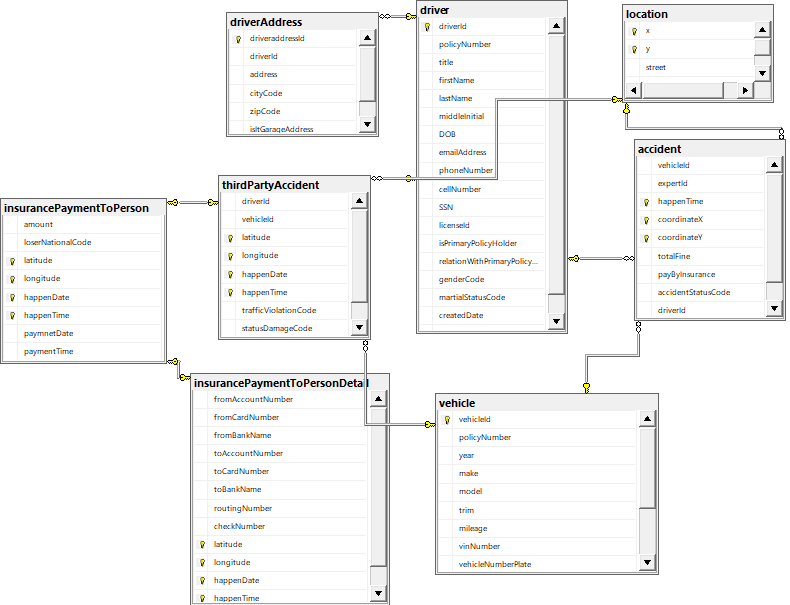 driverAddress
driveraddressId
driverId
address
cityCode
zipCode
isItGarageAddress
driver
driverId
policyNumber
title
firstName
lastName
middleInitial
DOB
emailAddress
phoneNumber
cellNumber
SSN
licenseId
isPrimaryPolicyHolder
relationWithPrimaryPolicy...
genderCode
martialStatusCode
createdDate
location
x
y
street
accident
vehicleId
expertId
happenTime
coordinateX
coordinateY
totalFine
payByInsurance
accidentStatusCode
driverId
thirdPartyAccident
driverId
vehicleId
latitude
longitude
happenDate
happenTime
trafficViolationCode
statusDamageCode
insurancePaymentToPerson
amount
loserNationalCode
latitude
longitude
happenDate
happenTime
paymnetDate
paymentTime
insurancePaymentToPersonDetail
fromAccountNumber
fromCardNumber
fromBankName
toAccountNumber
toCardNumber
toBankName
routingNumber
checkNumber
latitude
longitude
happenDate
happenTime
vehicle
vehicleId
policyNumber
year
make
model
trim
mileage
vinNumber
vehicleNumberPlate